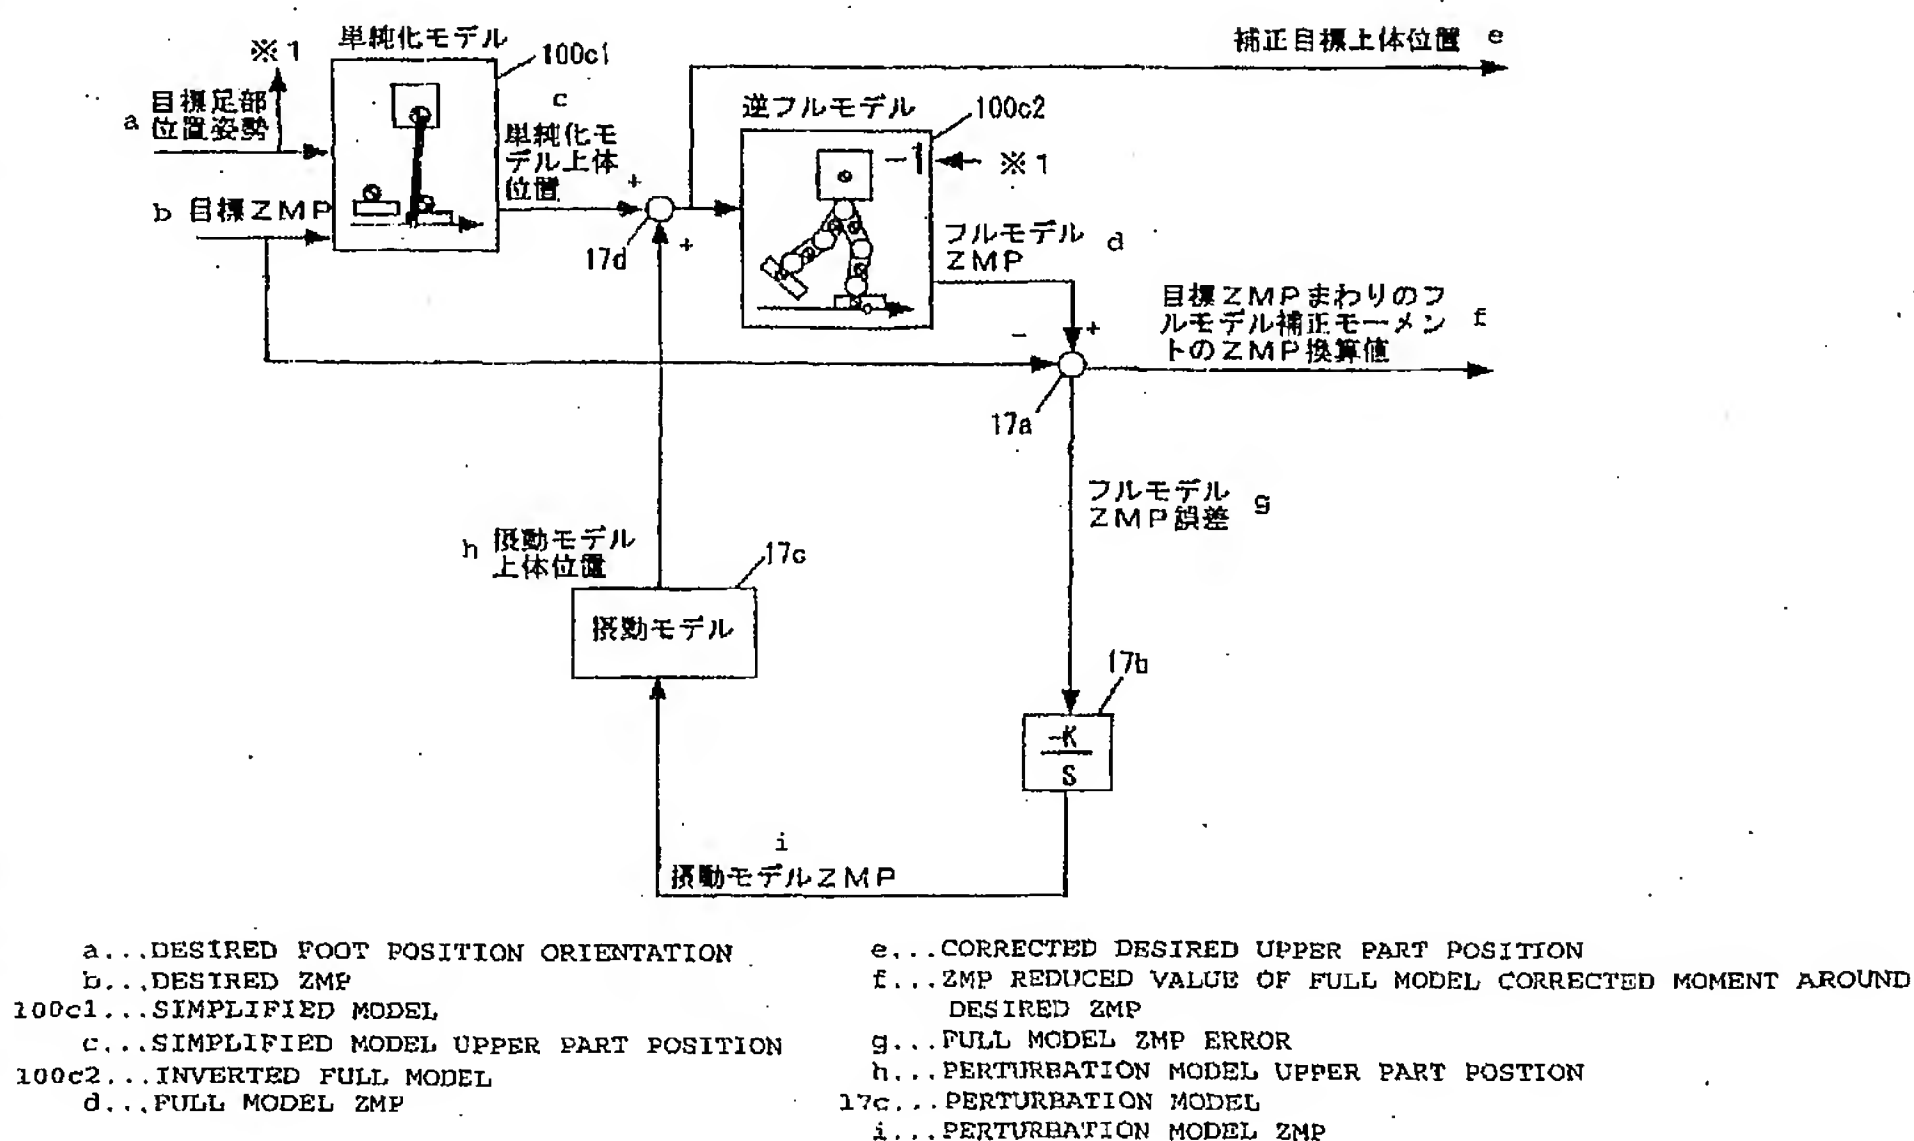 単純化モデル
100c1
※1
a 目標足部
位置姿勢
b 目標ZMP
c
単純化モ
デル上体
位置
+
+
17d
補正目標上体位置 e
逆フルモデル
100c2
-1
※1
フルモデル d
ZMP
-
+
目標ZMPまわりのフ
ルモデル補正モーメン f
トのZMP換算値
17a
フルモデル
ZMP誤差 g
h 摂動モデル
上体位置
17c
摂動モデル
17b
-K
S
i
摂動モデルZMP
a...DESIRED FOOT POSITION ORIENTATION
b...DESIRED ZMP
100c1...SIMPLIFIED MODEL
c...SIMPLIFIED MODEL UPPER PART POSITION
100c2...INVERTED FULL MODEL
d...FULL MODEL ZMP
e...CORRECTED DESIRED UPPER PART POSITION
f...ZMP REDUCED VALUE OF FULL MODEL CORRECTED MOMENT AROUND
DESIRED ZMP
g...FULL MODEL ZMP ERROR
h...PERTURBATION MODEL UPPER PART POSTION
17c...PERTURBATION MODEL
i...PERTURBATION MODEL ZMP